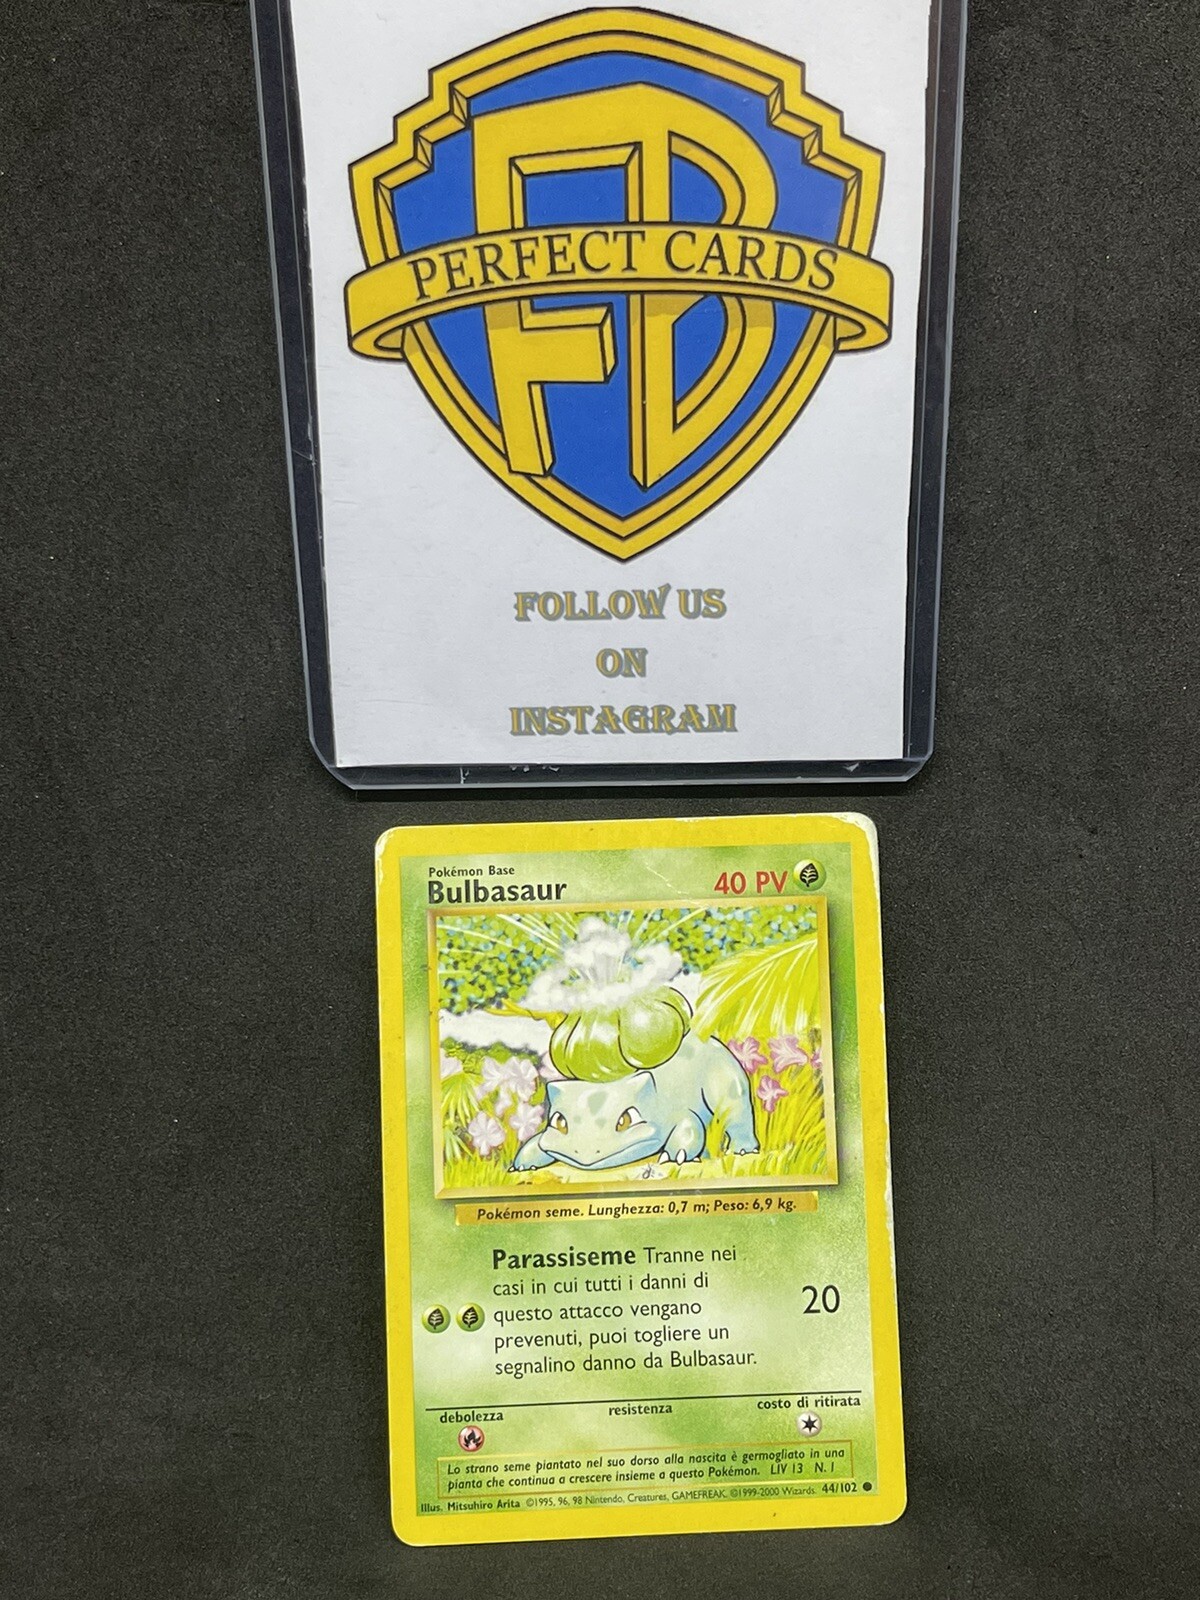 FB
PERFECT CARDS
FOLLOW US
ON
INSTAGRAM
Pokémon Base
Bulbasaur
40 PV
Pokémon seme. Lunghezza: 0,7 m; Peso: 6,9 kg.
Parassiseme Tranne nei
casi in cui tutti i danni di
questo attacco vengano
prevenuti, puoi togliere un
segnalino danno da Bulbasaur.
20
debolezza
resistenza
costo di ritirata
Lo strano seme piantato nel suo dorso alla nascita è germogliato in una
pianta che continua a crescere insieme a questo Pokémon. LIV 13 N. 1
Illus. Mitsuhiro Arita ©1995, 96, 98 Nintendo, Creatures, GAMEFREAK. ©1999-2000 Wizards. 44/102